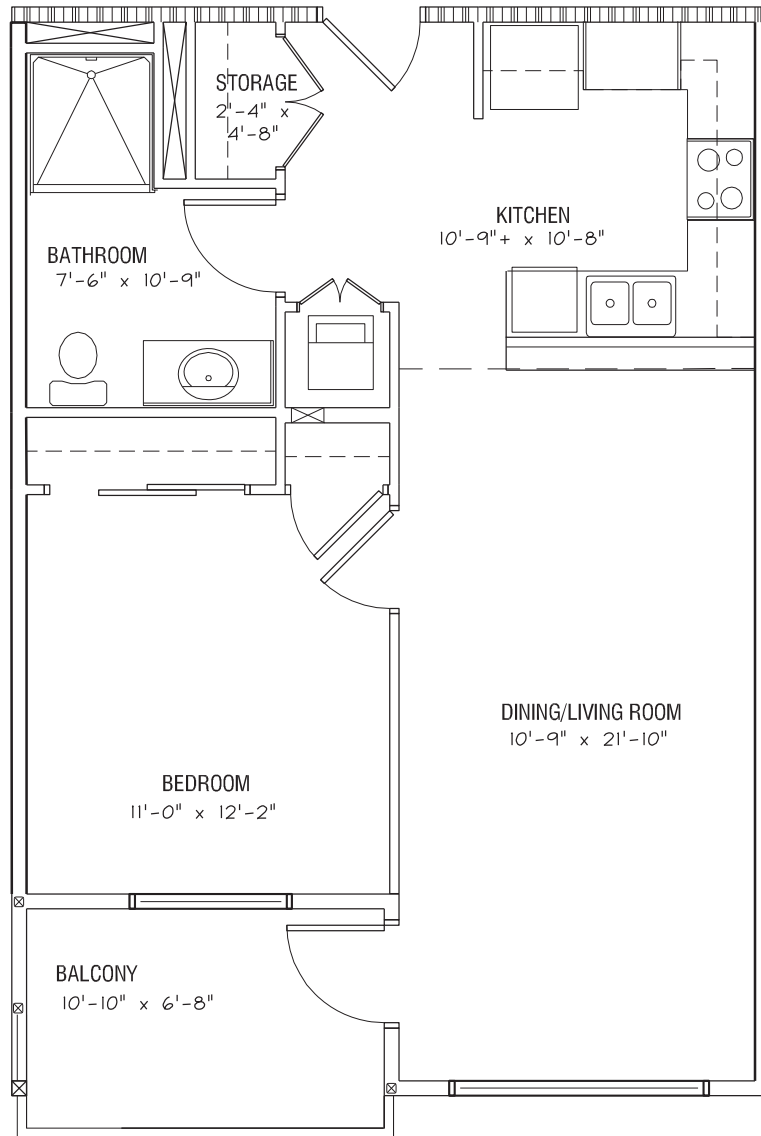 STORAGE
2'-4" x
4'-8"
KITCHEN
10'-9"+ x 10'-8"
BATHROOM
7'-6" x 10'-9"
DINING/LIVING ROOM
10'-9" x 21'-10"
BEDROOM
11'-0" x 12'-2"
BALCONY
10'-10" x 6'-8"